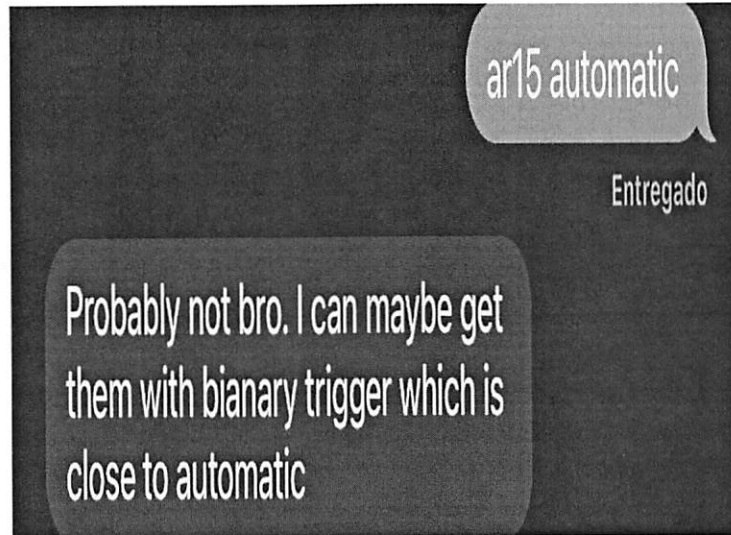 ar15 automatic
Entregado
Probably not bro. I can maybe get
them with bianary trigger which is
close to automatic